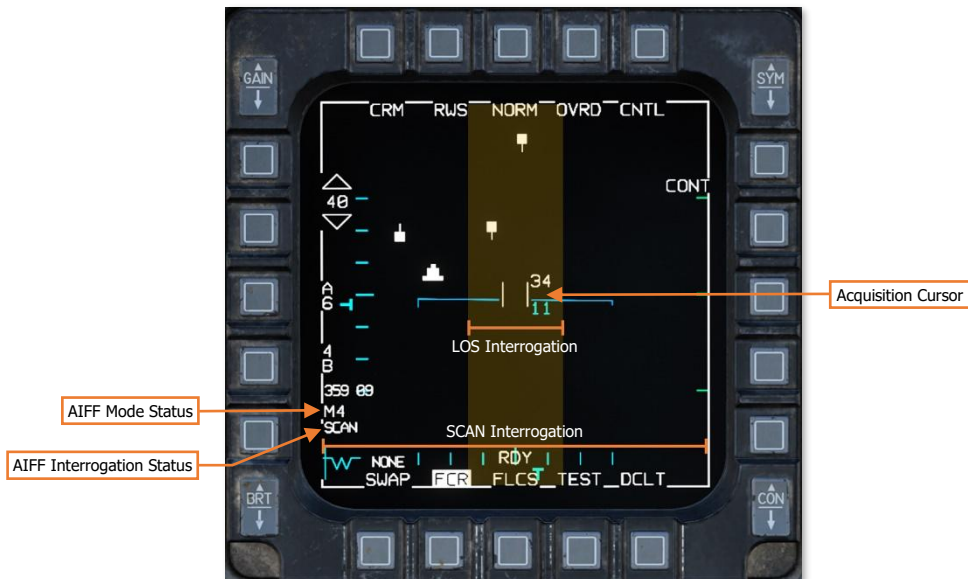 GAIN
SYM
CRM RWS NORM OVRD CNTL
CONT
40
34
11
Acquisition Cursor
A
6
LOS Interrogation
4
B
359 09
AIFF Mode Status
M4
SCAN
SCAN Interrogation
AIFF Interrogation Status
NONE
RDY
SWAP FCR FLCS TEST DCLT
BRT
CON